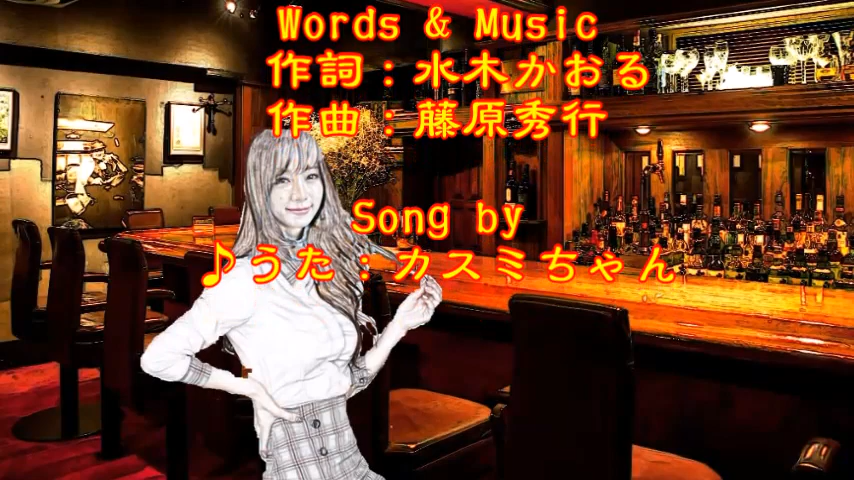 Words & Music
作詞：水木かおる
作曲：藤原秀行
Song by
♪うた：カスミちゃん